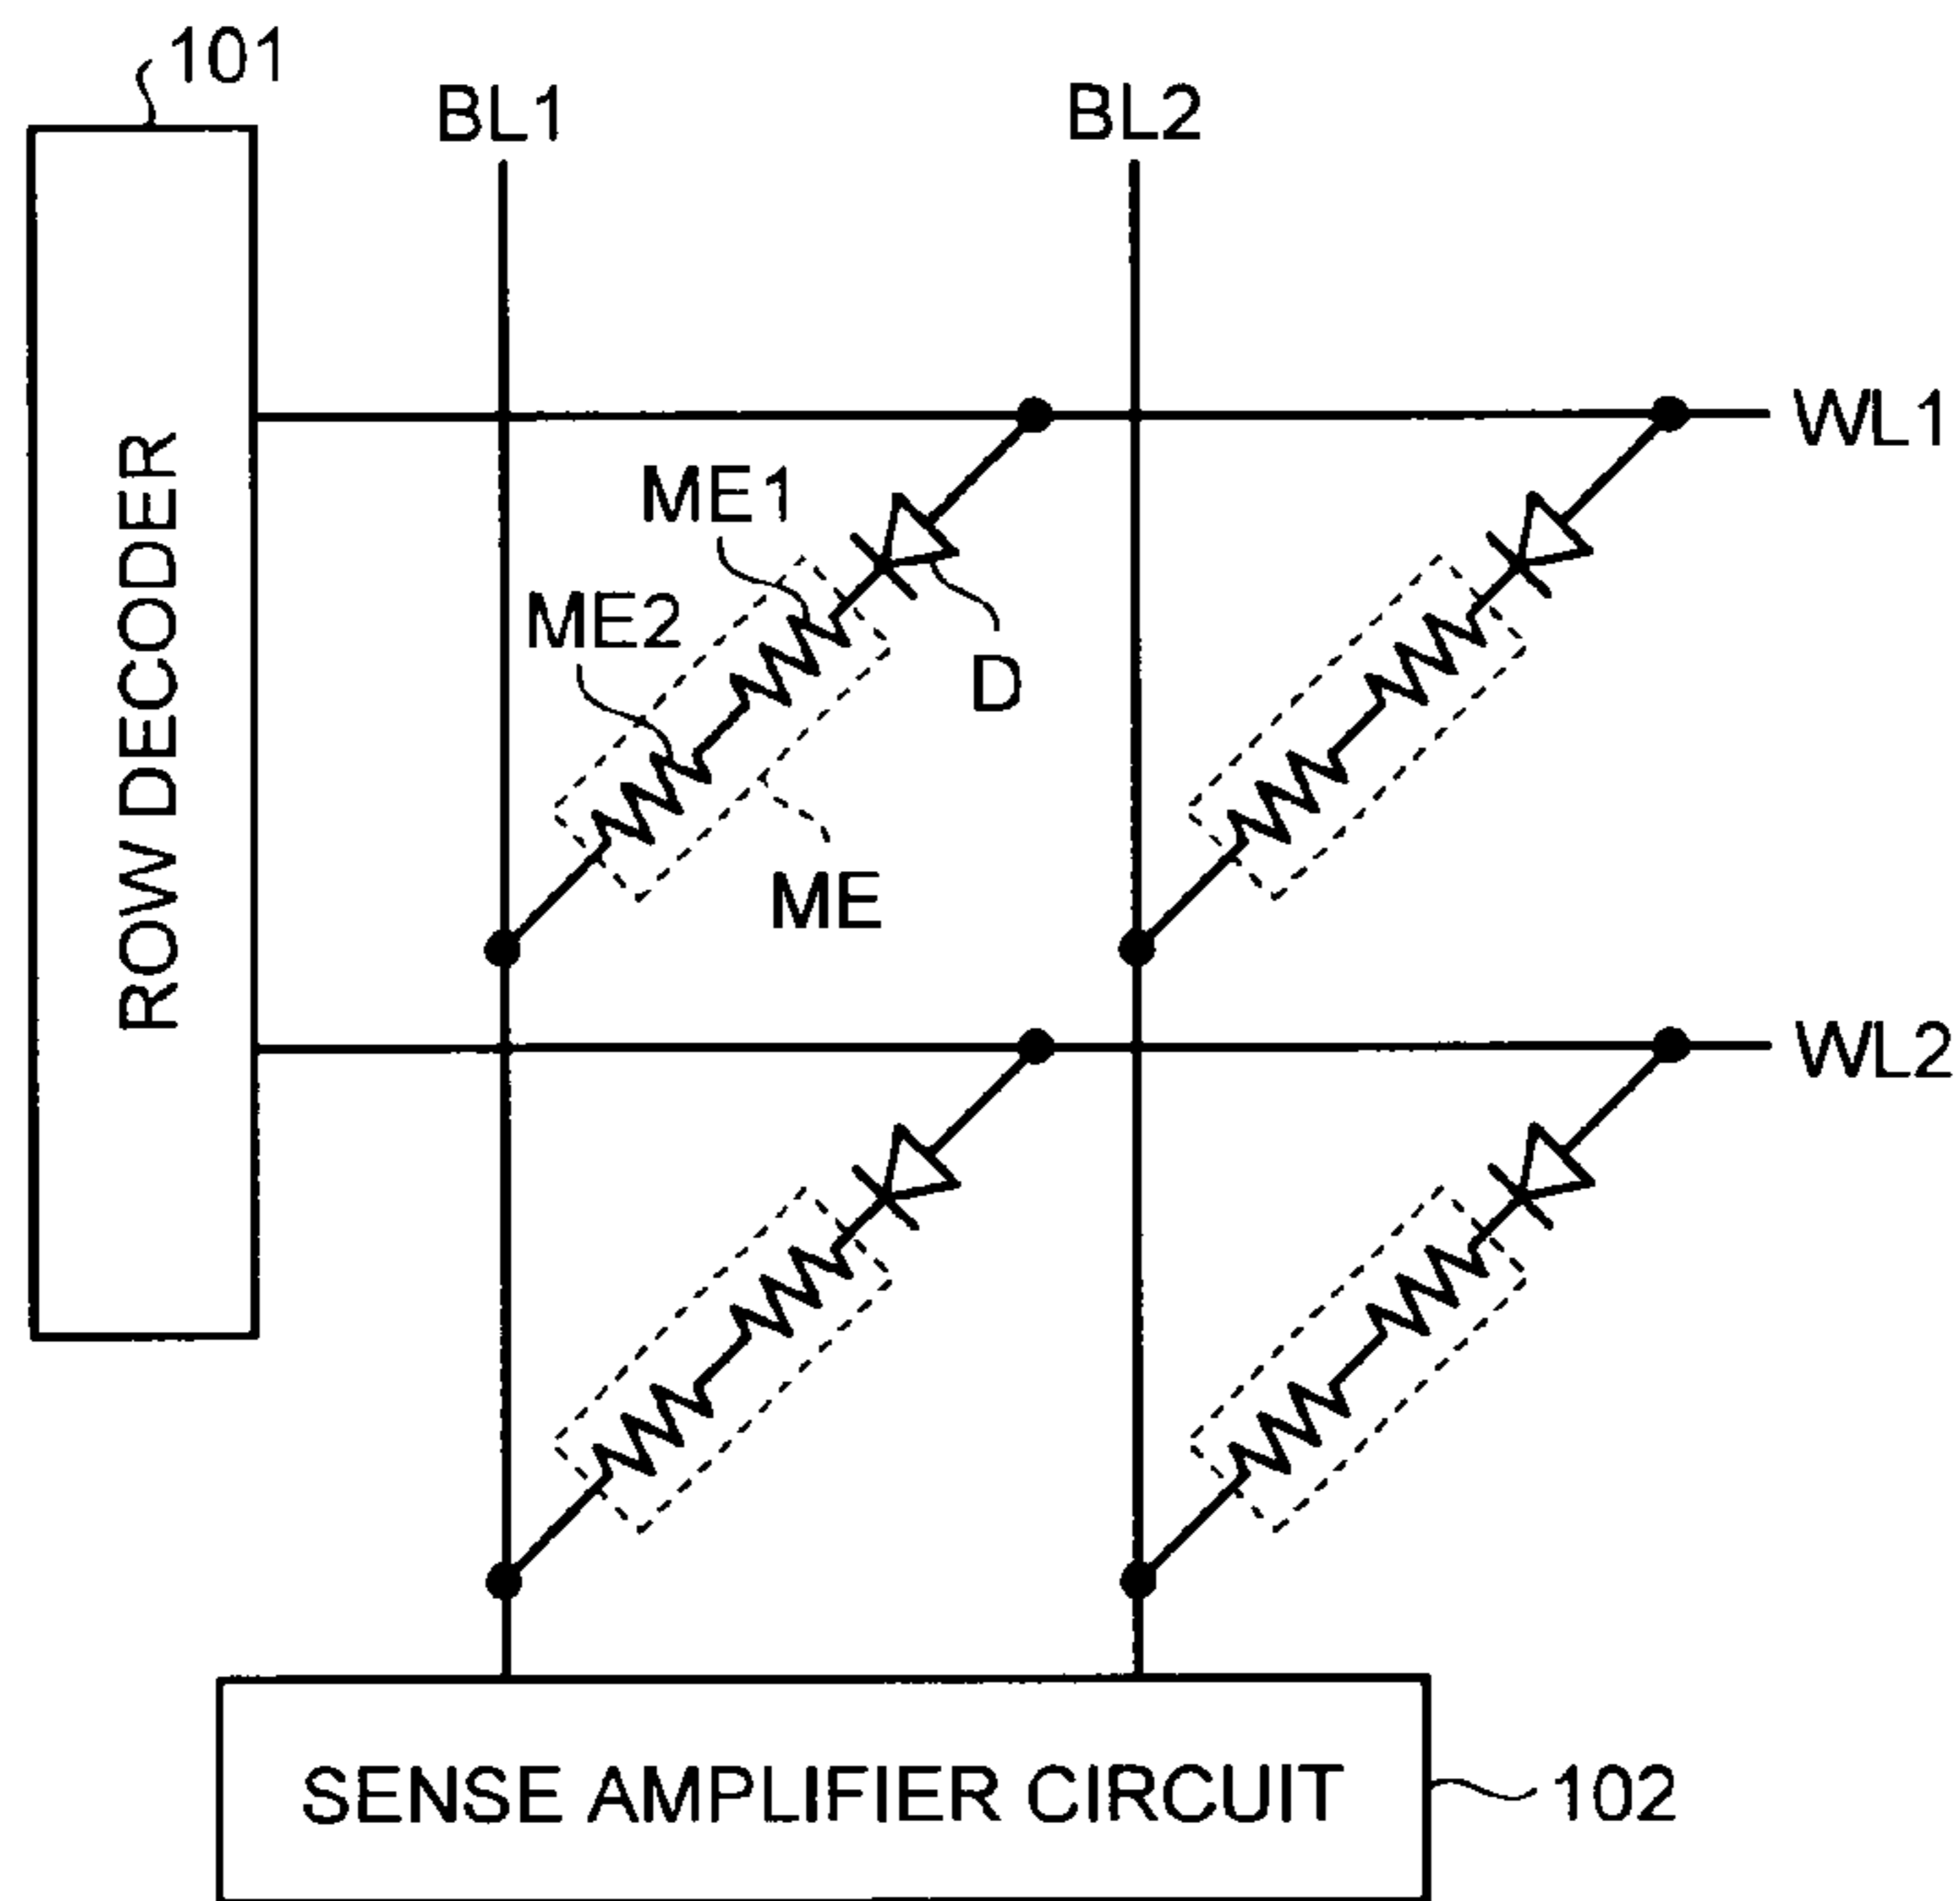 101
BL1
BL2
WL1
ME1
ME2
D
ROW DECODER
ME
WL2
SENSE AMPLIFIER CIRCUIT
102